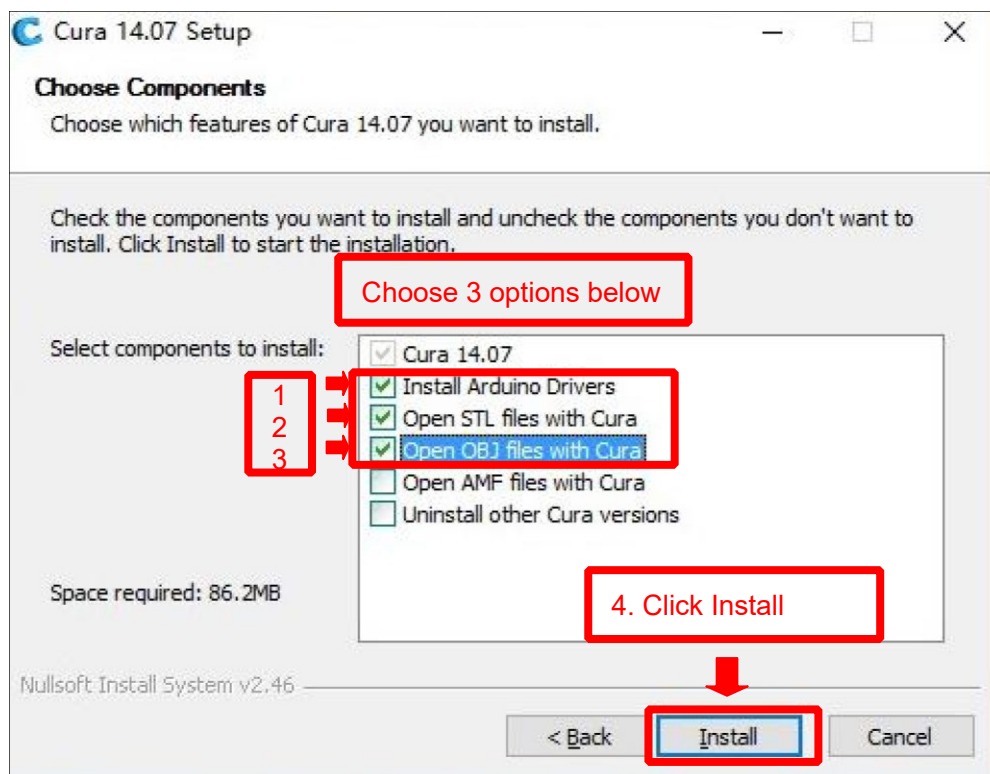 Cura 14.07 Setup
Choose Components
Choose which features of Cura 14.07 you want to install.
Check the components you want to install and uncheck the components you don't want to
install. Click Install to start the installation.
Choose 3 options below
Select components to install:
Cura 14.07
1
Install Arduino Drivers
2
Open STL files with Cura
3
Open OBJ files with Cura
Open AMF files with Cura
Uninstall other Cura versions
Space required: 86.2MB
4. Click Install
Nullsoft Install System v2.46
< Back
Install
Cancel